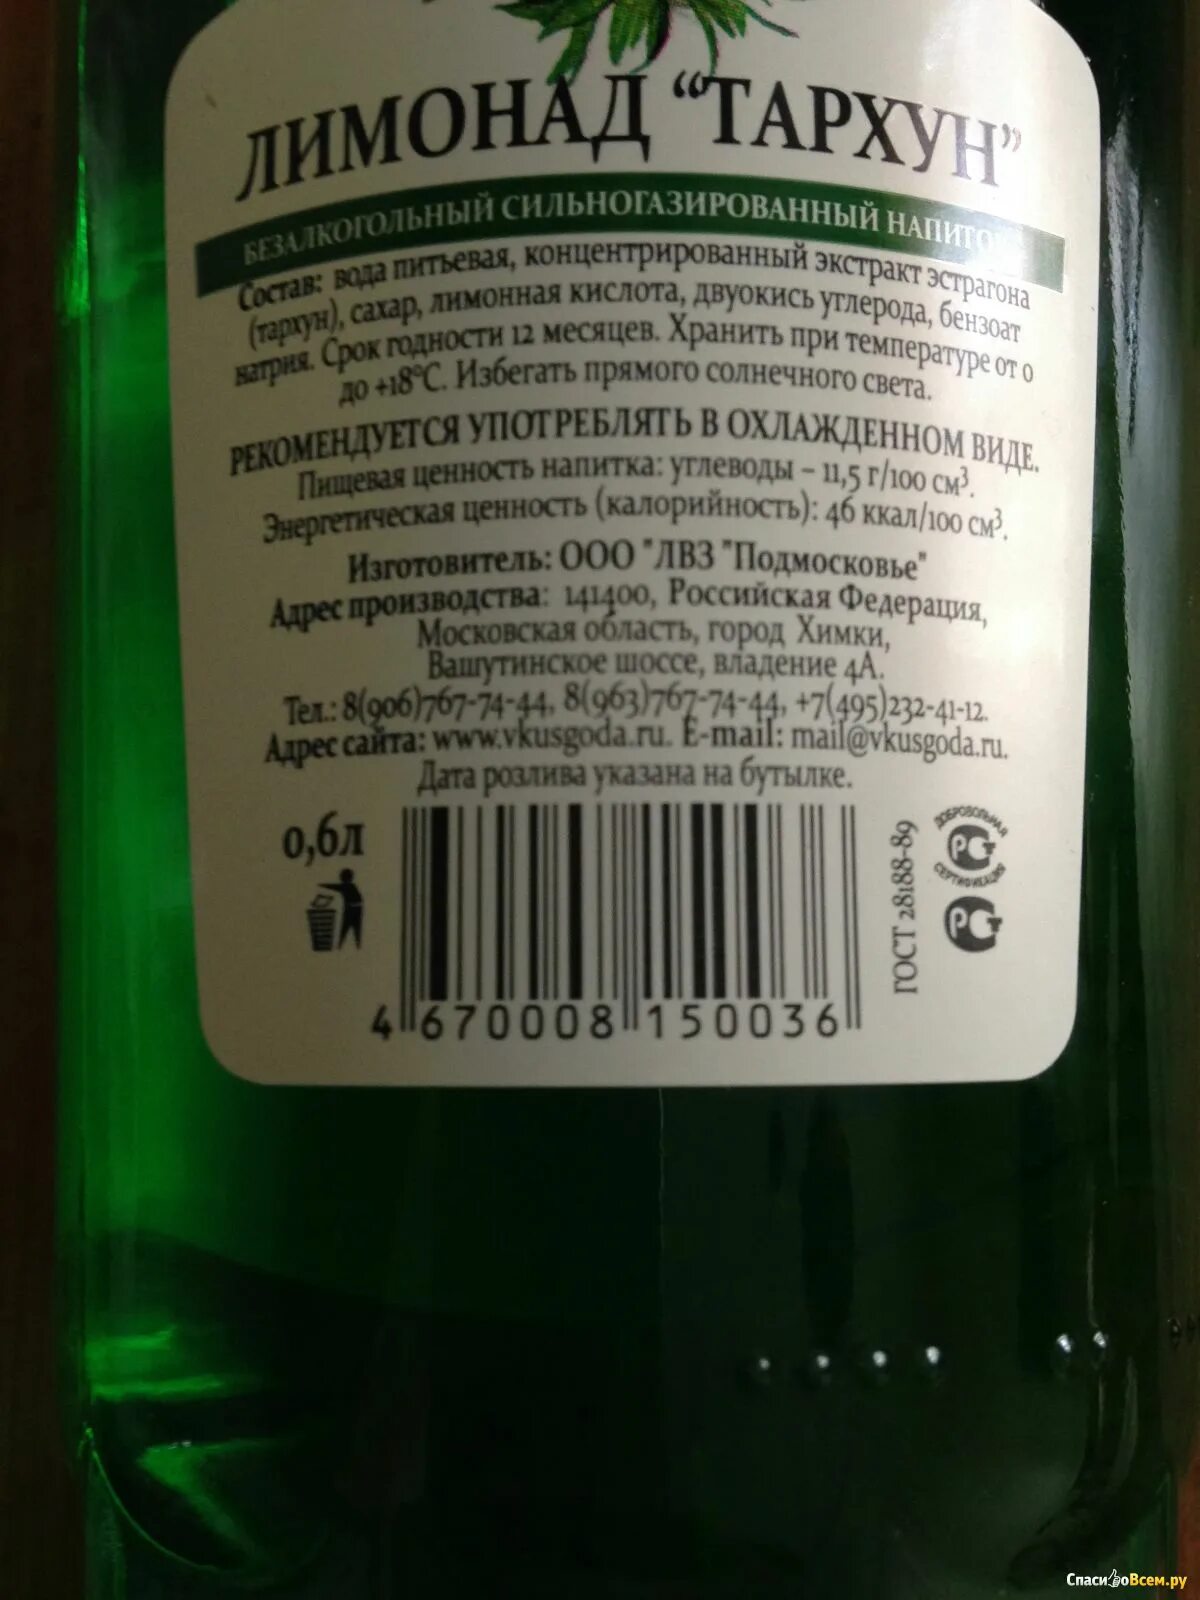 ЛИМОНАД “ТАРХУН”
БЕЗАЛКОГОЛЬНЫЙ СИЛЬНОГАЗИРОВАННЫЙ НАПИТО
Состав: вода питьевая, концентрированный экстракт эстрагона
(тархун), сахар, лимонная кислота, двуокись углерода, бензоат
натрия. Срок годности 12 месяцев. Хранить при температуре от 0
до +18°С. Избегать прямого солнечного света.
РЕКОМЕНДУЕТСЯ УПОТРЕБЛЯТЬ В ОХЛАЖДЕННОМ ВИДЕ.
Пищевая ценность напитка: углеводы – 11,5 г/100 см³.
Энергетическая ценность (калорийность): 46 ккал/100 см³.
Изготовитель: ООО "ЛВЗ "Подмосковье"
Адрес производства: 141400, Российская Федерация,
Московская область, город Химки,
Вашутинское шоссе, владение 4А.
Тел.: 8(906)767-74-44, 8(963)767-74-44, +7(495)232-41-12.
Адрес сайта: www.vkusgoda.ru. E-mail: mail@vkusgoda.ru.
Дата розлива указана на бутылке.
0,6л
4 670008 150036
ГОСТ 28188-89
ДОБРОВОЛЬНАЯ
РСТ
СЕРТИФИКАЦИЯ
РСТ
СпасибоВсем.ру